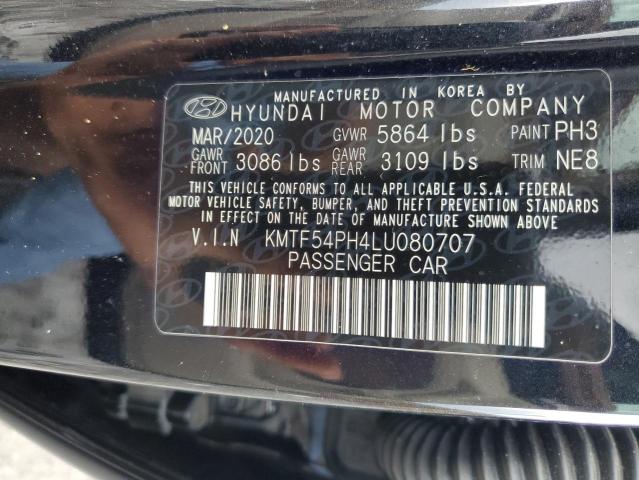 MANUFACTURED IN KOREA BY
HYUNDAI MOTOR COMPANY
MAR/2020 GVWR 5864 lbs PAINT PH3
GAWR FRONT 3086 lbs GAWR REAR 3109 lbs TRIM NE8
THIS VEHICLE CONFORMS TO ALL APPLICABLE U.S.A. FEDERAL
MOTOR VEHICLE SAFETY, BUMPER, AND THEFT PREVENTION STANDARDS
IN EFFECT ON THE DATE OF MANUFACTURE SHOWN ABOVE.
V.I.N KMTF54PH4LU080707
PASSENGER CAR